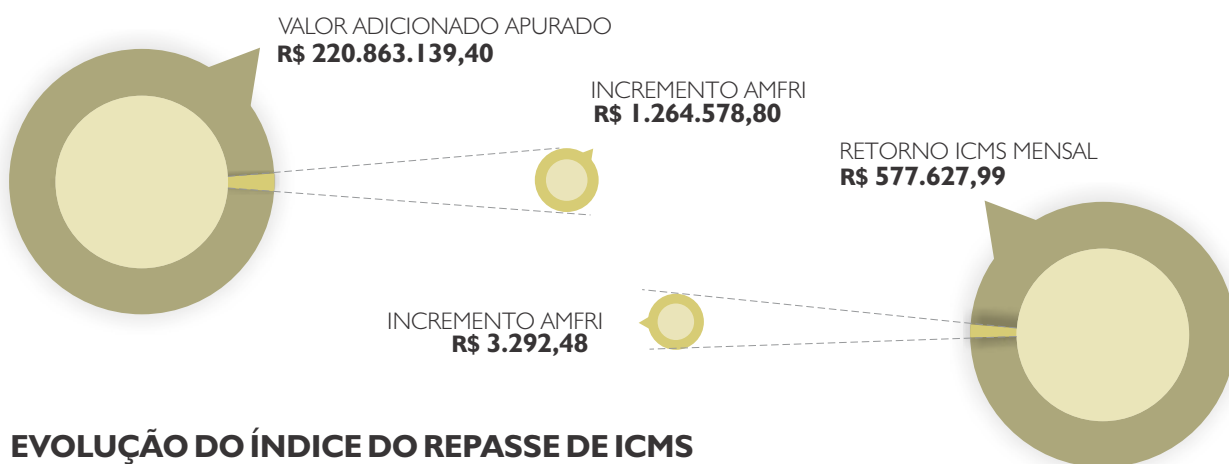 VALOR ADICIONADO APURADO
R$ 220.863.139,40
INCREMENTO AMFRI
R$ 1.264.578,80
RETORNO ICMS MENSAL
R$ 577.627,99
INCREMENTO AMFRI
R$ 3.292,48
EVOLUÇÃO DO ÍNDICE DO REPASSE DE ICMS